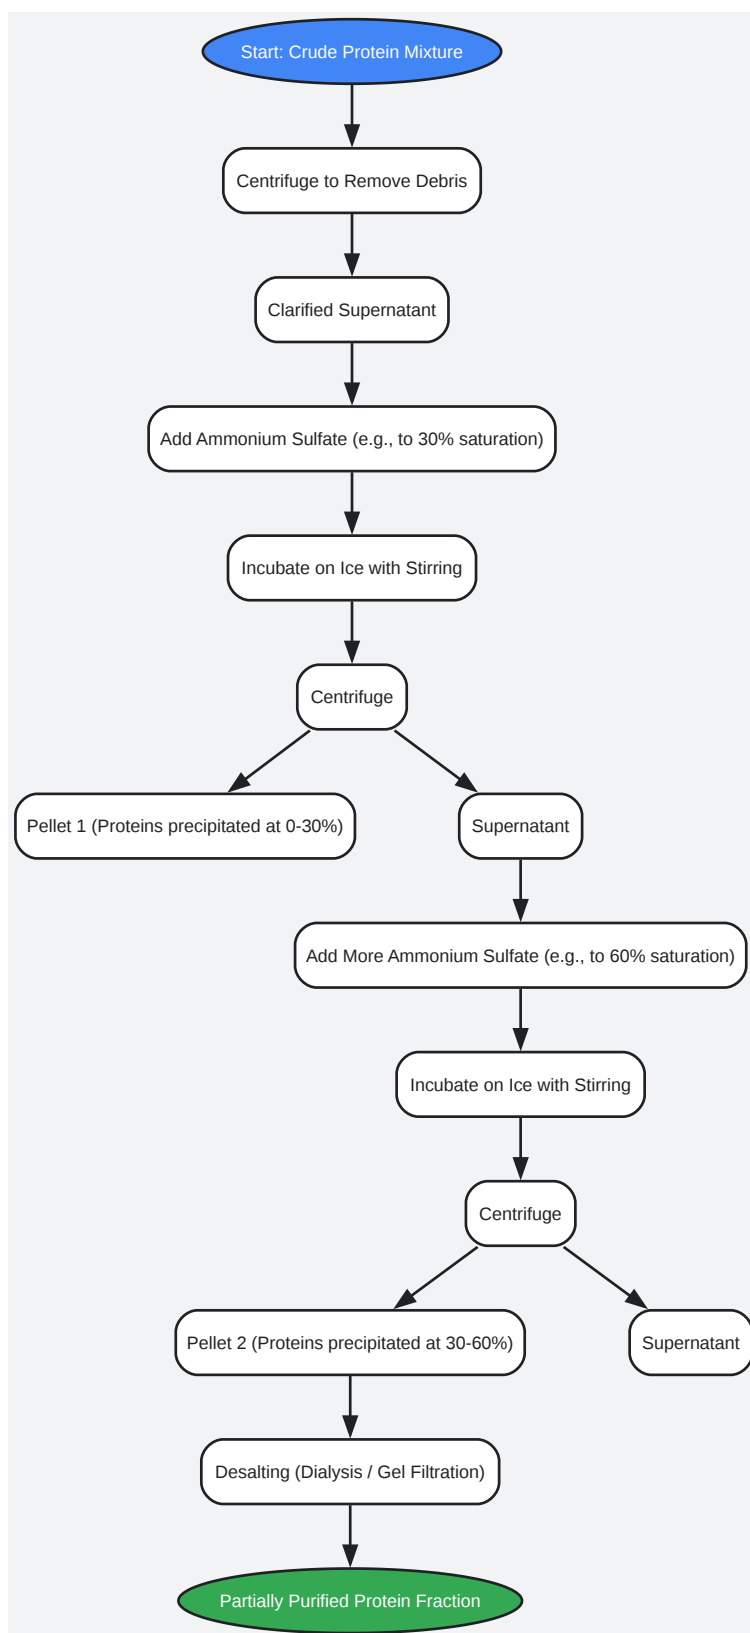 Start: Crude Protein Mixture
Centrifuge to Remove Debris
Clarified Supernatant
Add Ammonium Sulfate (e.g., to 30% saturation)
Incubate on Ice with Stirring
Centrifuge
Pellet 1 (Proteins precipitated at 0-30%)
Supernatant
Add More Ammonium Sulfate (e.g., to 60% saturation)
Incubate on Ice with Stirring
Centrifuge
Pellet 2 (Proteins precipitated at 30-60%)
Supernatant
Desalting (Dialysis / Gel Filtration)
Partially Purified Protein Fraction